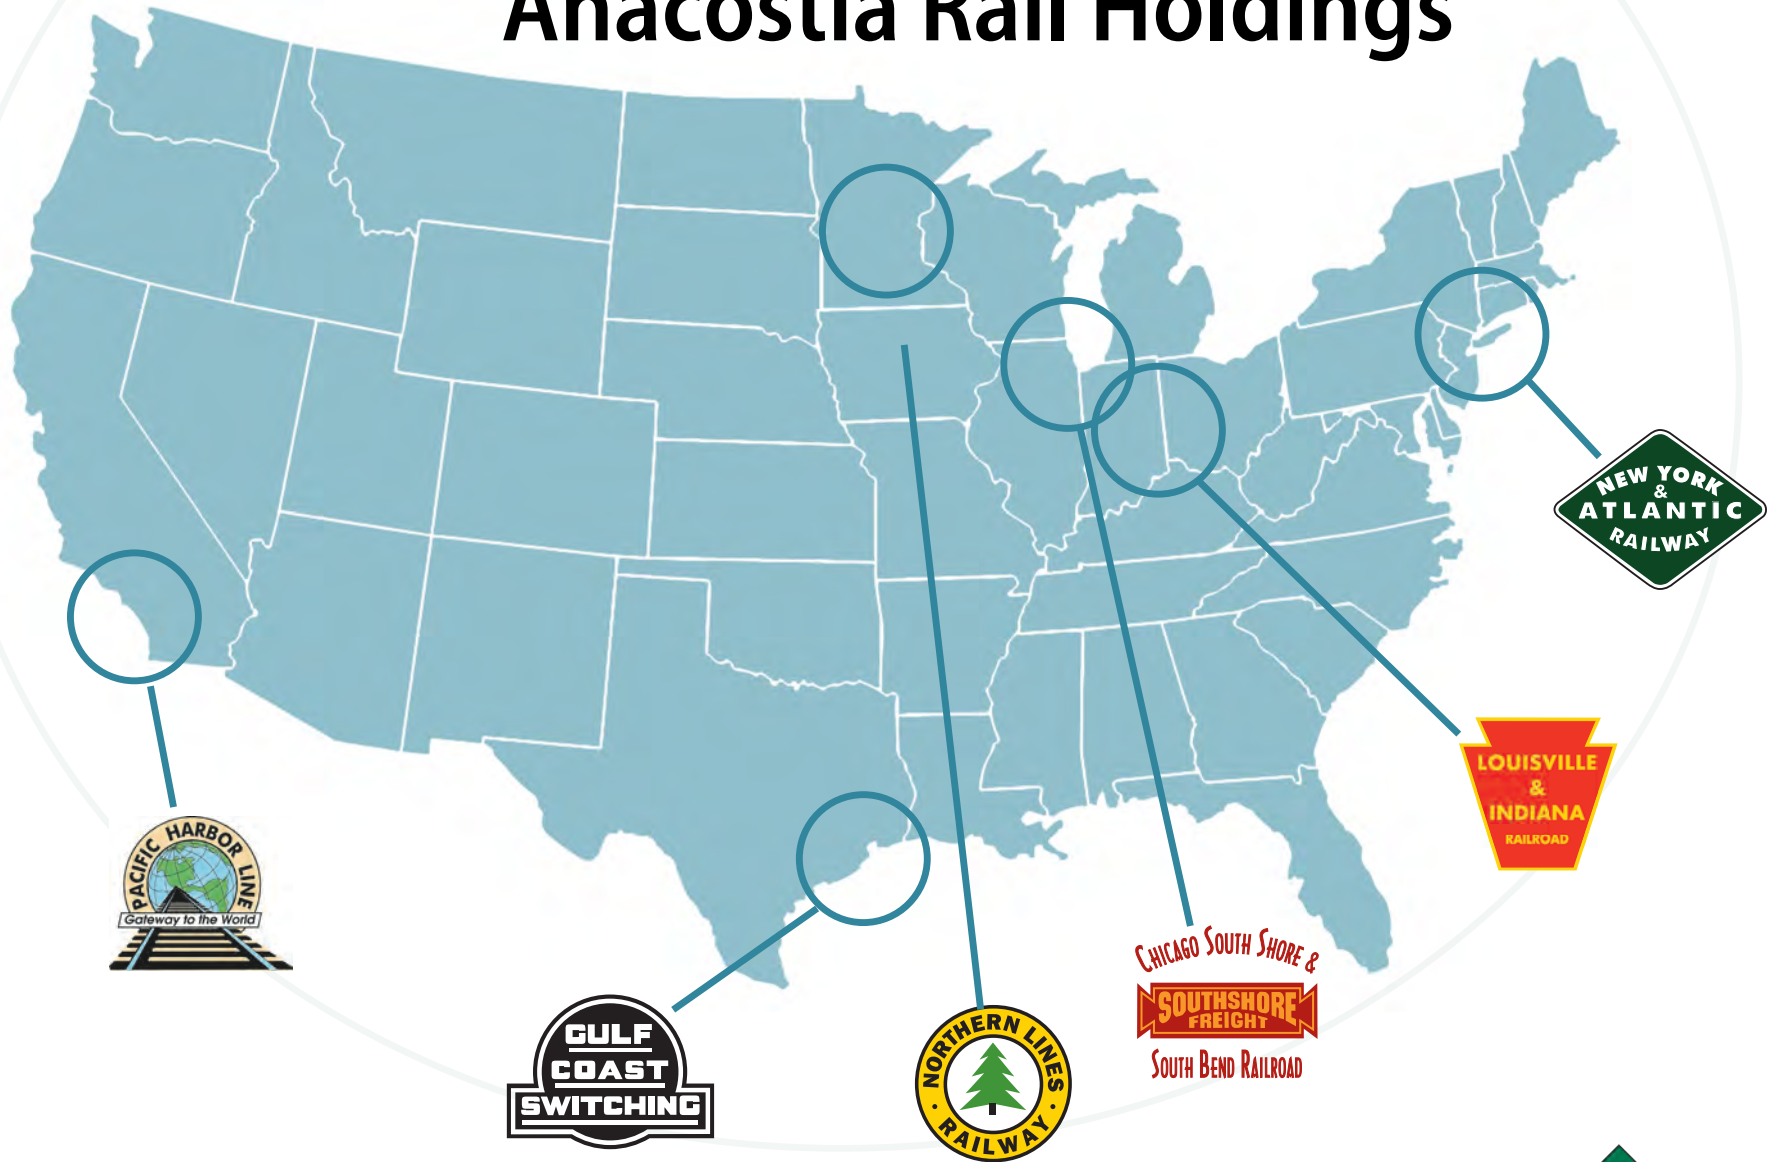 Anacostia Rail Holdings
NEW YORK
&
ATLANTIC
RAILWAY
LOUISVILLE
&
INDIANA
RAILROAD
PACIFIC HARBOR LINE
Gateway to the World
CHICAGO SOUTH SHORE &
SOUTHSHORE
FREIGHT
SOUTH BEND RAILROAD
GULF
COAST
SWITCHING
NORTHERN LINES
· RAILWAY ·